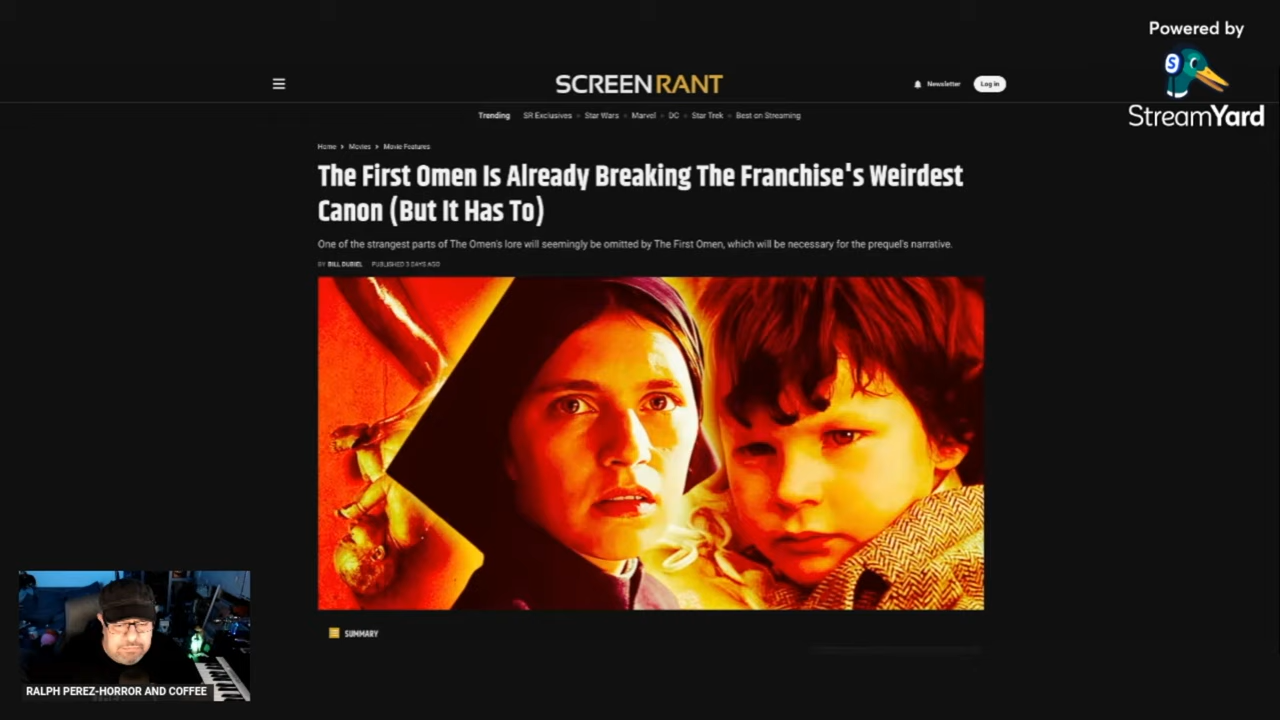 Powered by
S
StreamYard
SCREENRANT
Newsletter
Log in
Trending SR Exclusives Star Wars Marvel DC Star Trek Best on Streaming
Home > Movies > Movie Features
The First Omen Is Already Breaking The Franchise's Weirdest
Canon (But It Has To)
One of the strangest parts of The Omen's lore will seemingly be omitted by The First Omen, which will be necessary for the prequel's narrative.
BY BILL DUBIEL PUBLISHED 3 DAYS AGO
SUMMARY
RALPH PEREZ-HORROR AND COFFEE